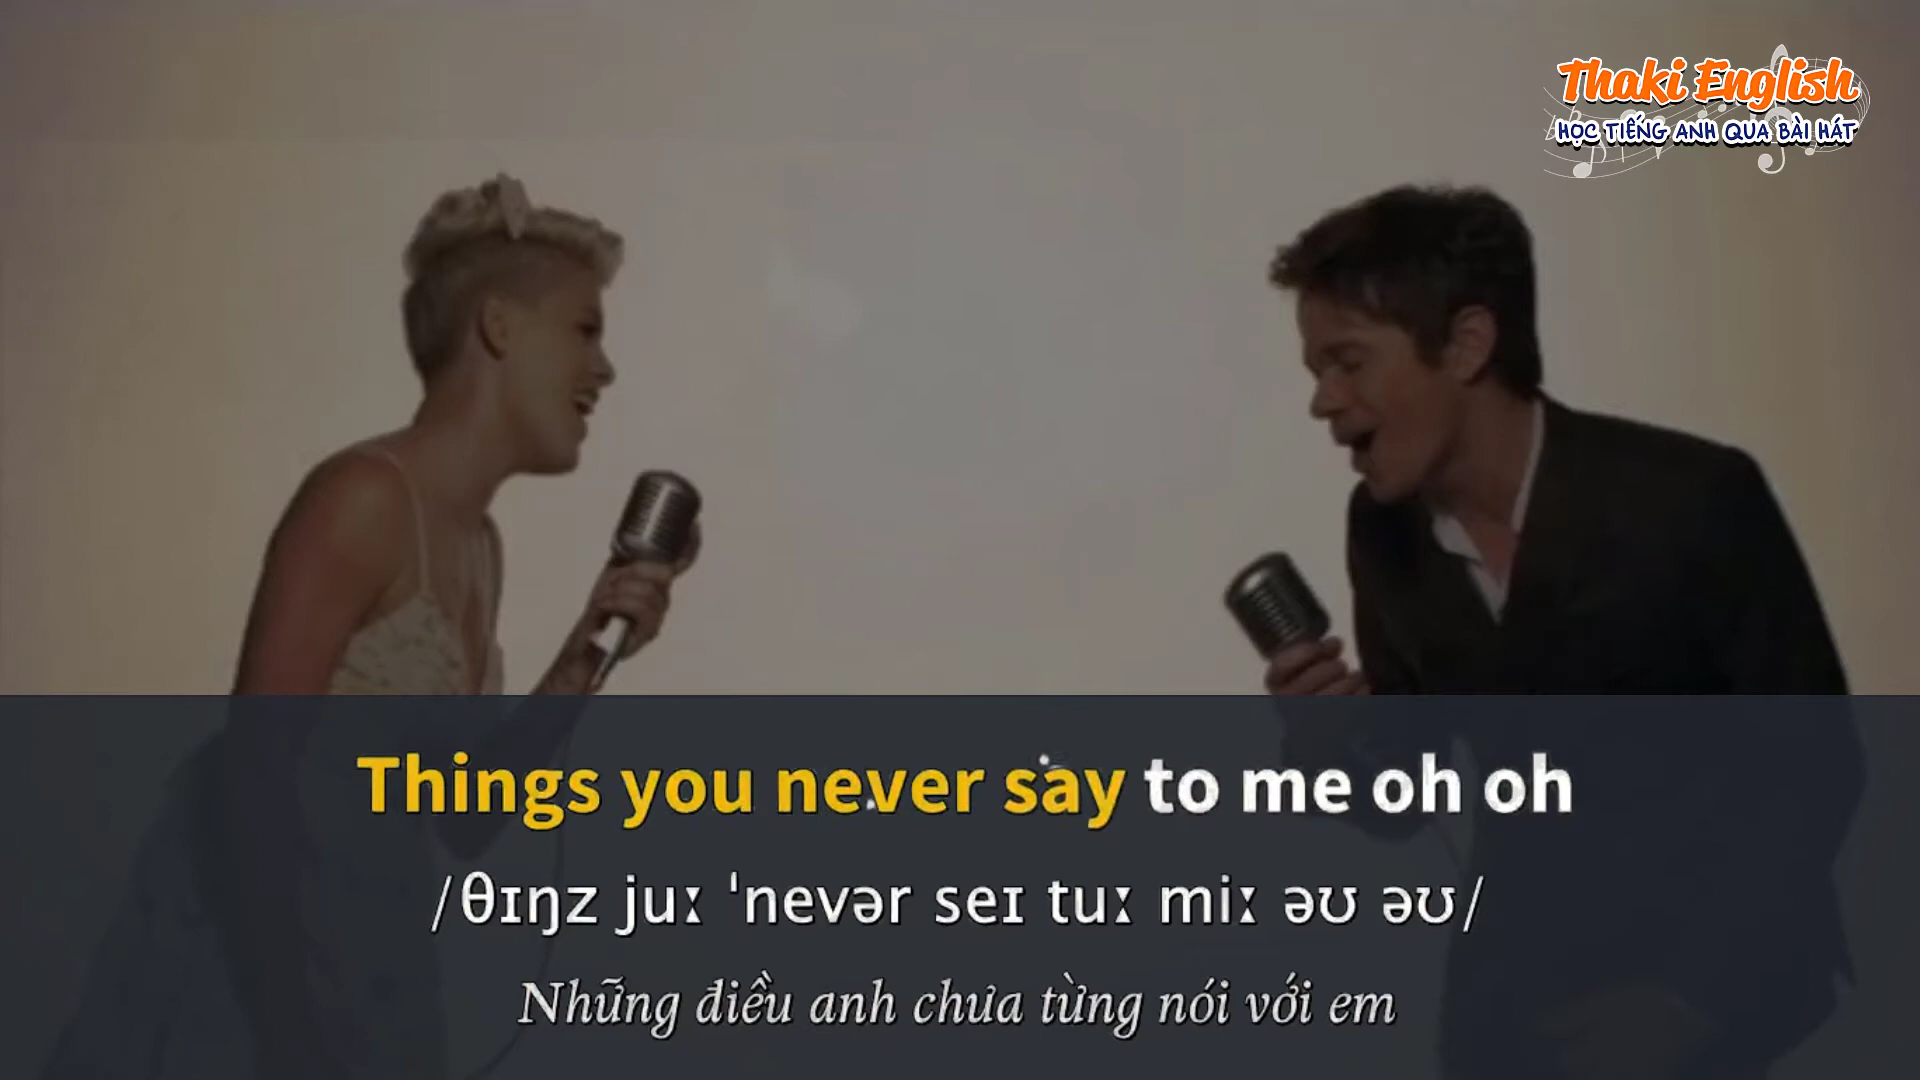 Thaki English
HỌC TIẾNG ANH QUA BÀI HÁT
Things you never say to me oh oh
/θɪŋz juː ˈnevər seɪ tuː miː əʊ əʊ/
Những điều anh chưa từng nói với em